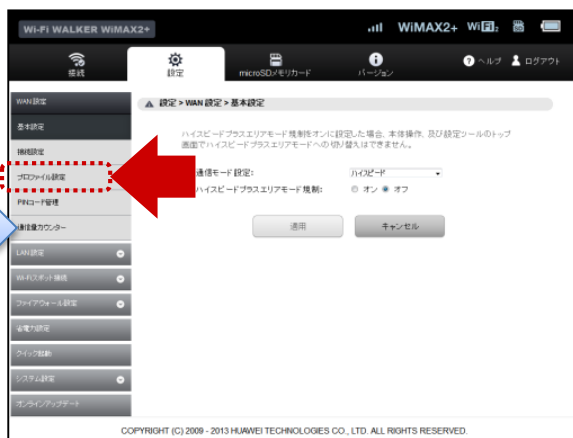 Wi-Fi WALKER WiMAX2+
WiMAX2+ WiFi2
接続
設定
microSDメモリカード
バージョン
? ヘルプ
ログアウト
WAN 設定
設定 > WAN 設定 > 基本設定
基本設定
ハイスピードプラスエリアモード規制をオンに設定した場合、本体操作、及び設定ツールのトップ
画面でハイスピードプラスエリアモードへの切り替えはできません。
接続設定
通信モード設定:
ハイスピード
プロファイル設定
ハイスピードプラスエリアモード規制:
オン
オフ
PINコード管理
通信量カウンター
適用
キャンセル
LAN 設定
Wi-Fiスポット接続
ファイアウォール設定
省電力設定
クイック起動
システム設定
オンラインアップデート
COPYRIGHT (C) 2009 - 2013 HUAWEI TECHNOLOGIES CO., LTD. ALL RIGHTS RESERVED.